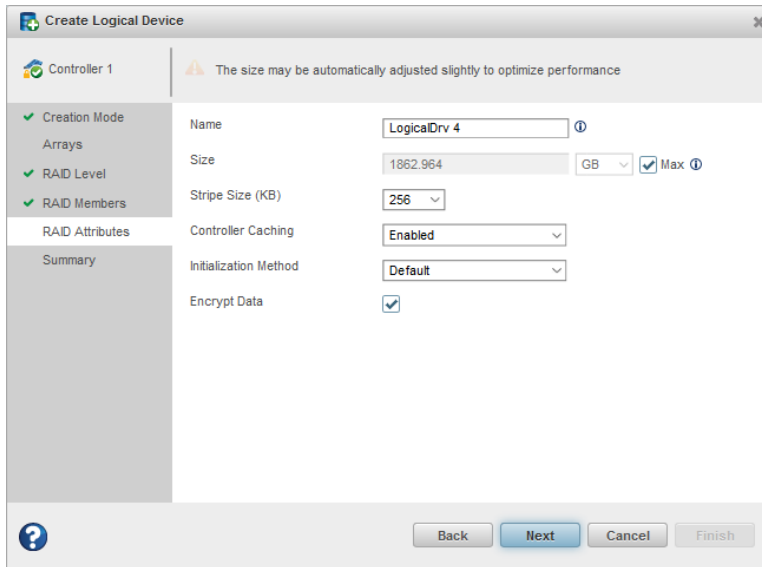 Create Logical Device
Controller 1
The size may be automatically adjusted slightly to optimize performance
Creation Mode
Arrays
RAID Level
RAID Members
RAID Attributes
Summary
Name LogicalDrv 4
Size 1862.964 GB Max
Stripe Size (KB) 256
Controller Caching Enabled
Initialization Method Default
Encrypt Data
Back Next Cancel Finish